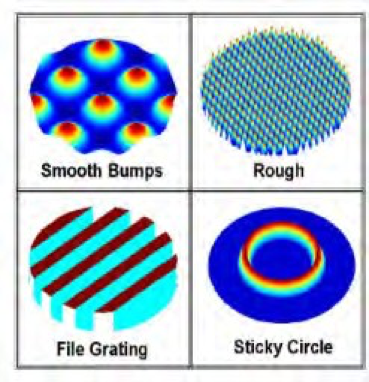 Smooth Bumps
Rough
File Grating
Sticky Circle